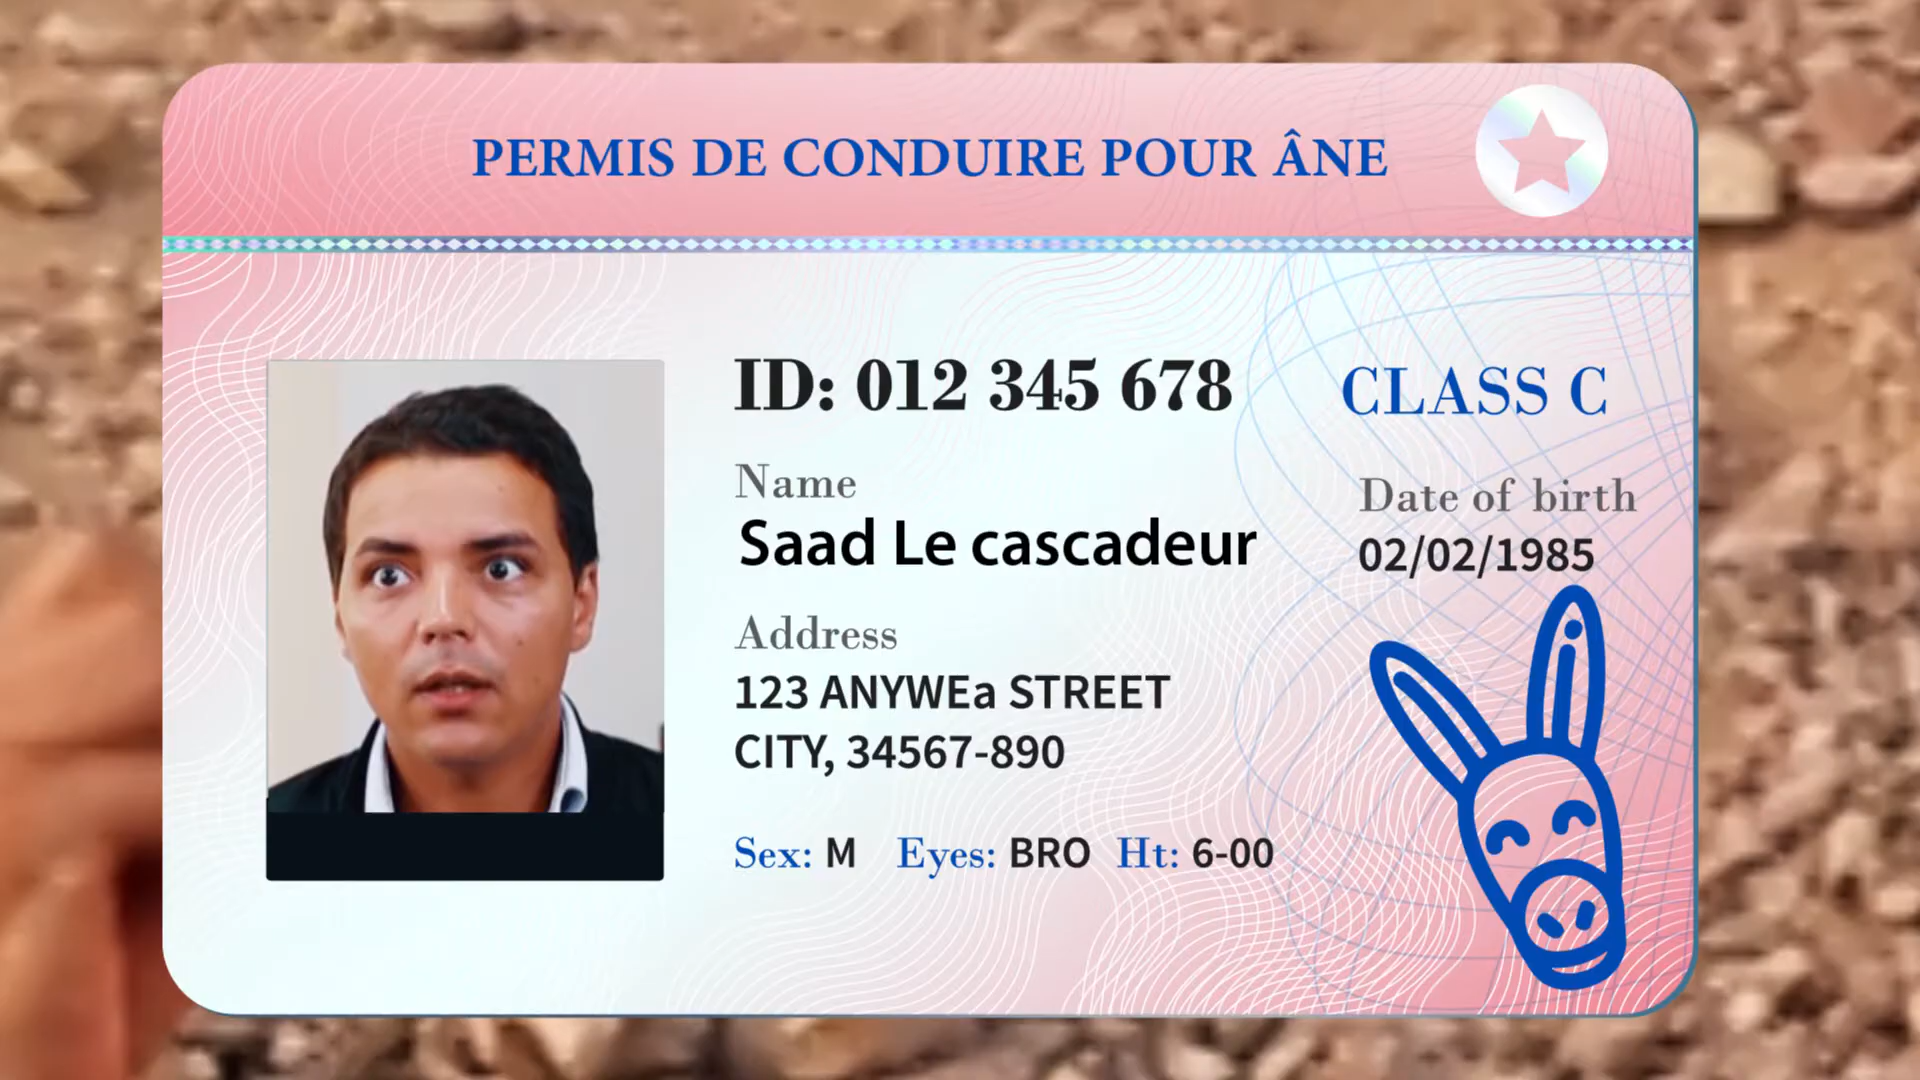 PERMIS DE CONDUIRE POUR ÂNE
ID: 012 345 678
CLASS C
Name
Saad Le cascadeur
Date of birth
02/02/1985
Address
123 ANYWEa STREET
CITY, 34567-890
Sex: M Eyes: BRO Ht: 6-00